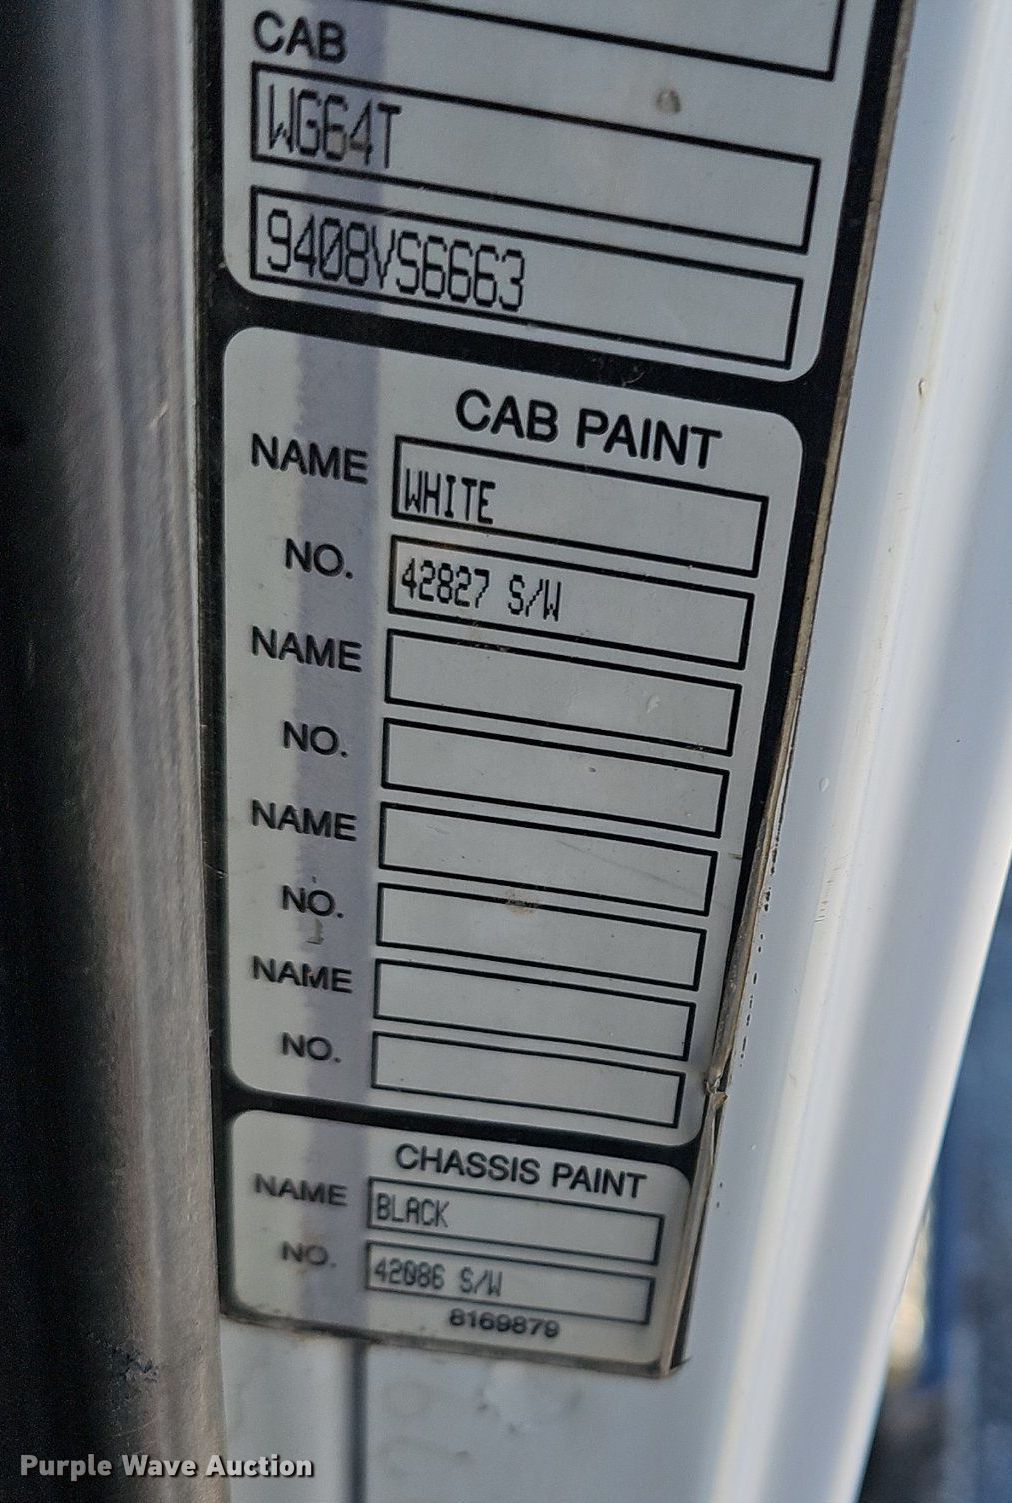 CAB
WG64T
9408VS6663
CAB PAINT
NAME WHITE
NO. 42827 S/W
NAME
NO.
NAME
NO.
NAME
NO.
CHASSIS PAINT
NAME BLACK
NO. 42086 S/W
8169879
Purple Wave Auction